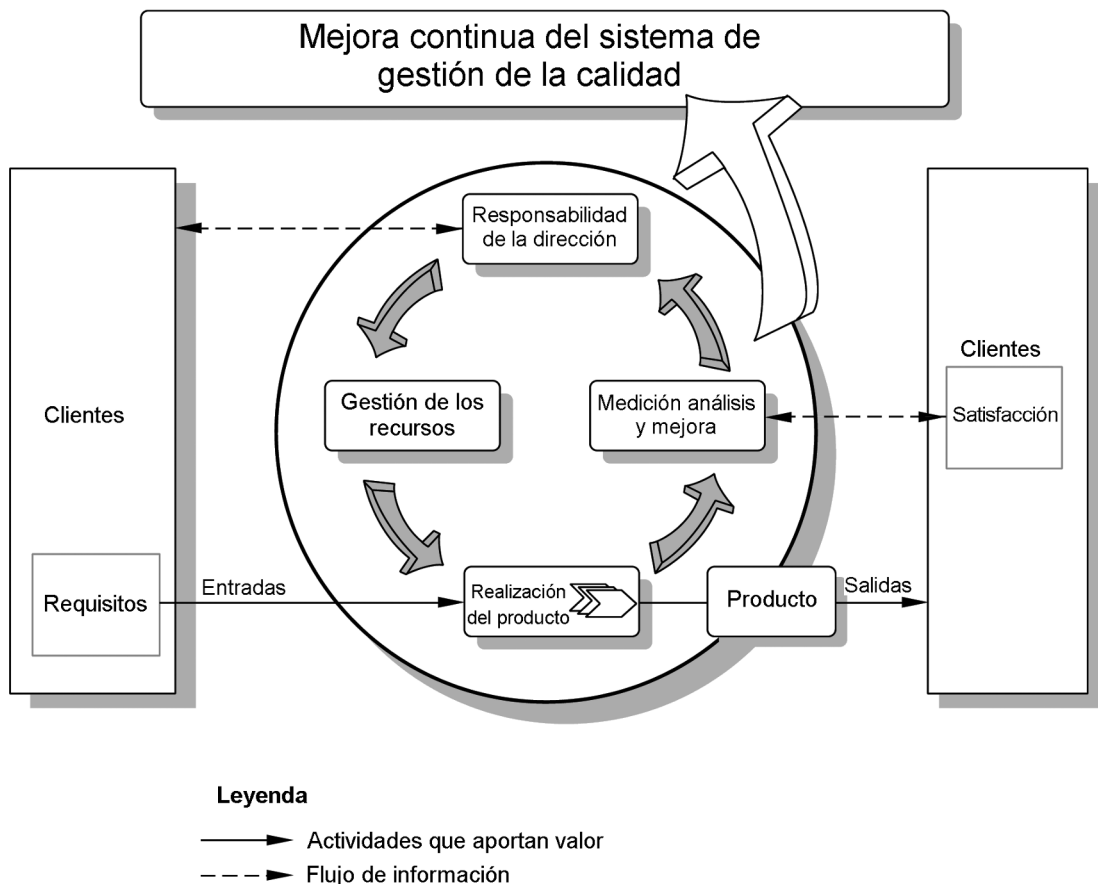 Mejora continua del sistema de
gestión de la calidad
Responsabilidad
de la dirección
Clientes
Gestión de los
recursos
Medición análisis
y mejora
Clientes
Satisfacción
Requisitos
Entradas
Realización
del producto
Producto
Salidas
Leyenda
Actividades que aportan valor
Flujo de información